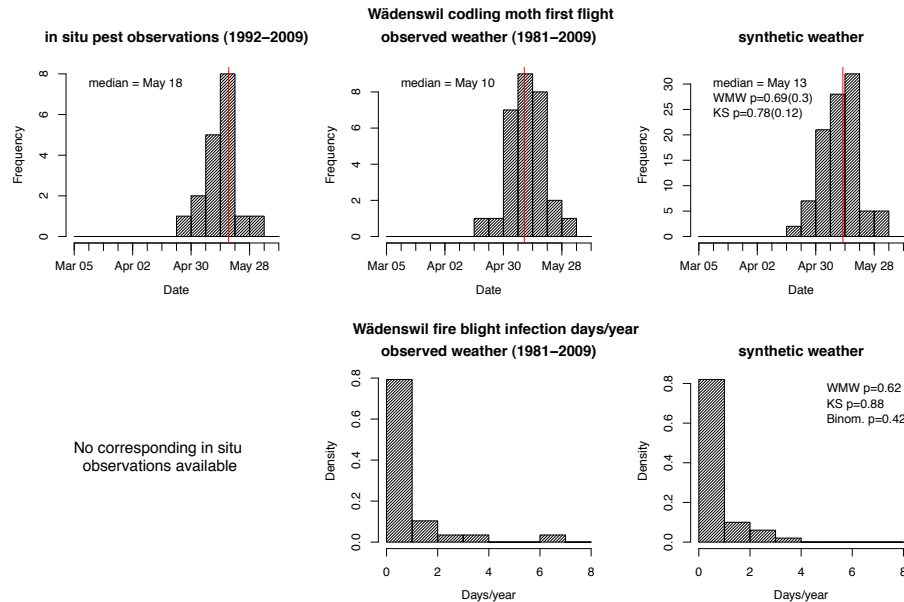 Wädenswil codling moth first flight
in situ pest observations (1992−2009)
observed weather (1981−2009)
synthetic weather
median = May 18
Frequency
0
2
4
6
8
Mar 05 Apr 02 Apr 30 May 28
Date
median = May 10
Frequency
0
2
4
6
8
Mar 05 Apr 02 Apr 30 May 28
Date
median = May 13
WMW p=0.69(0.3)
KS p=0.78(0.12)
Frequency
0
5
10
15
20
25
30
Mar 05 Apr 02 Apr 30 May 28
Date
Wädenswil fire blight infection days/year
observed weather (1981−2009)
synthetic weather
No corresponding in situ
observations available
Density
0.0
0.2
0.4
0.6
0.8
0 2 4 6 8
Days/year
WMW p=0.62
KS p=0.88
Binom. p=0.42
Density
0.0
0.2
0.4
0.6
0.8
0 2 4 6 8
Days/year